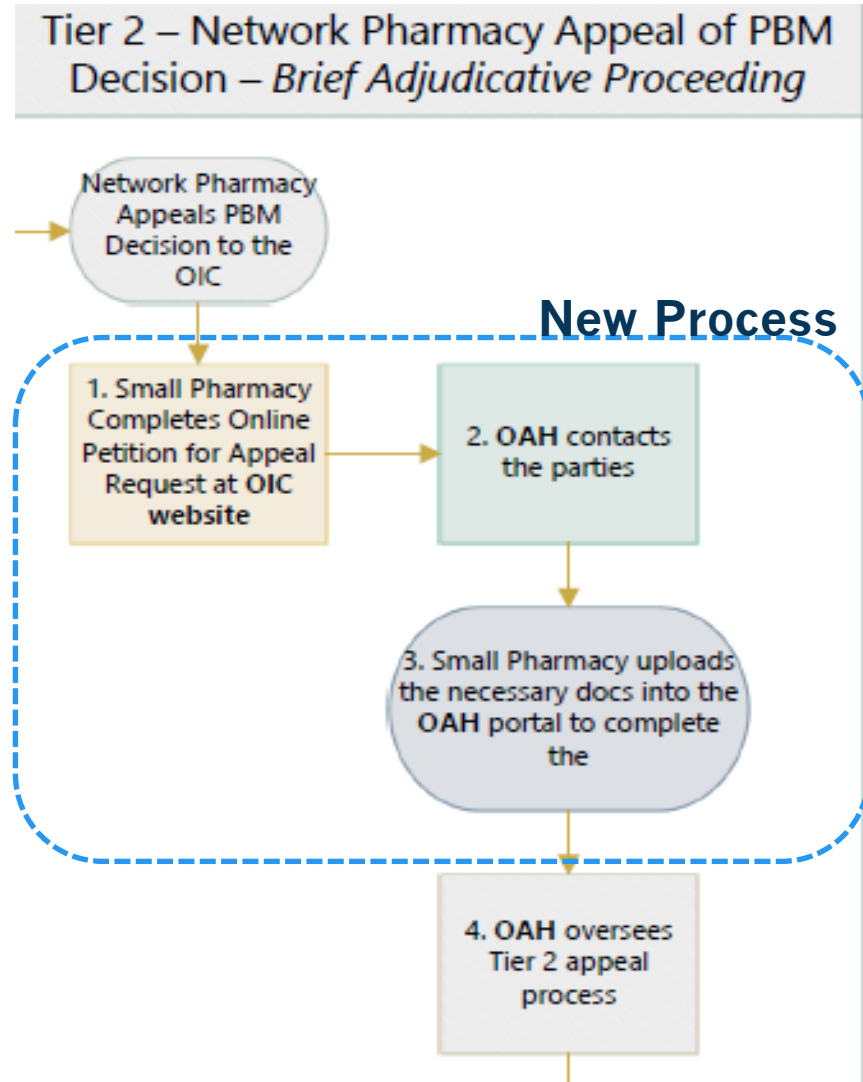 Tier 2 – Network Pharmacy Appeal of PBM
Decision – Brief Adjudicative Proceeding
Network Pharmacy
Appeals PBM
Decision to the
OIC
New Process
1. Small Pharmacy
Completes Online
Petition for Appeal
Request at OIC
website
2. OAH contacts
the parties
3. Small Pharmacy uploads
the necessary docs into the
OAH portal to complete
the
4. OAH oversees
Tier 2 appeal
process